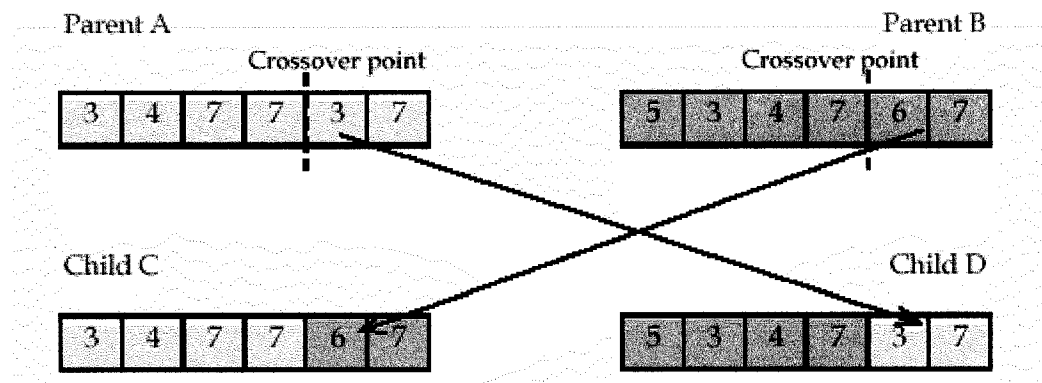 Parent A
Parent B
Crossover point
Crossover point
3 4 7 7 3 7
5 3 4 7 6 7
Child C
Child D
3 4 7 7 6 7
5 3 4 7 3 7